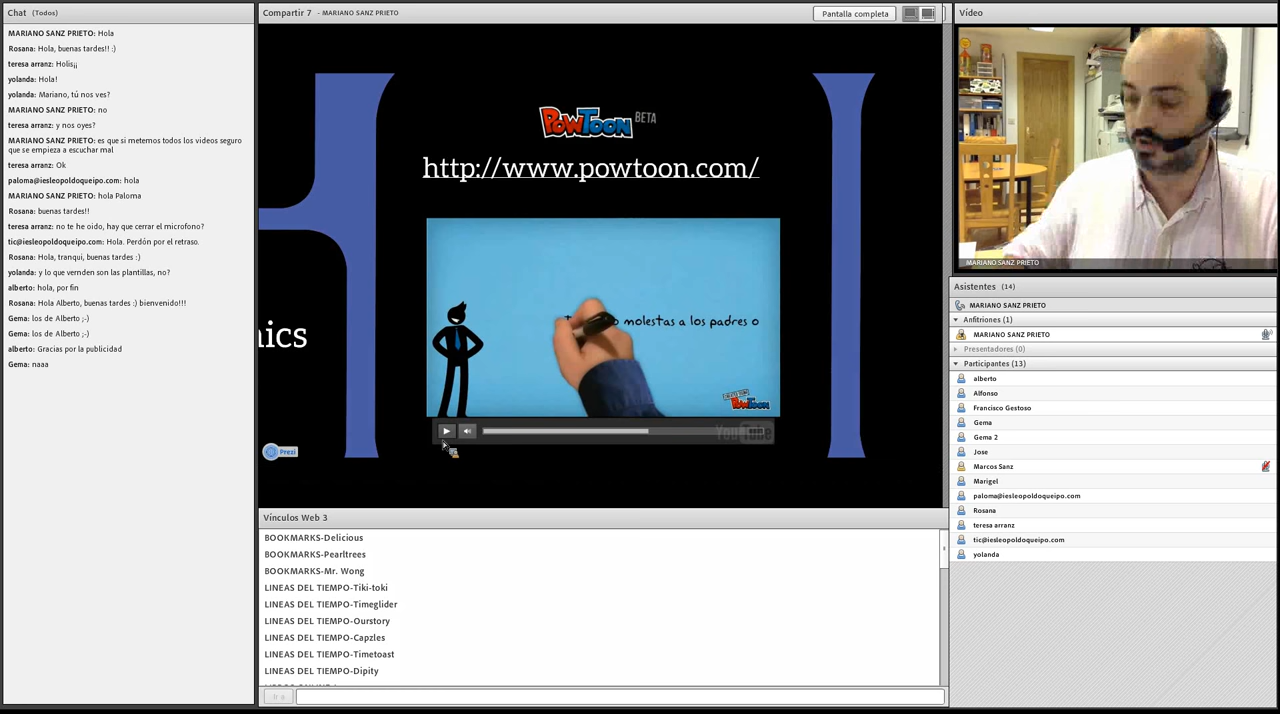 Chat (Todos)
MARIANO SANZ PRIETO: Hola
Rosana: Hola, buenas tardes!! :)
teresa arranz: Holis¡¡
yolanda: Hola!
yolanda: Mariano, tú nos ves?
MARIANO SANZ PRIETO: no
teresa arranz: y nos oyes?
MARIANO SANZ PRIETO: es que si metemos todos los videos seguro
que se empieza a escuchar mal
teresa arranz: Ok
paloma@iesleopoldoqueipo.com: hola
MARIANO SANZ PRIETO: hola Paloma
Rosana: buenas tardes!!
teresa arranz: no te he oido, hay que cerrar el microfono?
tic@iesleopoldoqueipo.com: Hola. Perdón por el retraso.
Rosana: Hola, tranqui, buenas tardes :)
yolanda: y lo que vernden son las plantillas, no?
alberto: hola, por fin
Rosana: Hola Alberto, buenas tardes :) bienvenido!!!
Gema: los de Alberto ;-)
Gema: los de Alberto ;-)
alberto: Gracias por la publicidad
Gema: naaa
Compartir 7 - MARIANO SANZ PRIETO
Pantalla completa
POWTOON BETA
http://www.powtoon.com/
molestas a los padres o
POWTOON
YouTube
nics
Prezi
Vínculos Web 3
BOOKMARKS-Delicious
BOOKMARKS-Pearltrees
BOOKMARKS-Mr. Wong
LINEAS DEL TIEMPO-Tiki-toki
LINEAS DEL TIEMPO-Timeglider
LINEAS DEL TIEMPO-Ourstory
LINEAS DEL TIEMPO-Capzles
LINEAS DEL TIEMPO-Timetoast
LINEAS DEL TIEMPO-Dipity
Ir a
Vídeo
MARIANO SANZ PRIETO
Asistentes (14)
MARIANO SANZ PRIETO
Anfitriones (1)
MARIANO SANZ PRIETO
Presentadores (0)
Participantes (13)
alberto
Alfonso
Francisco Gestoso
Gema
Gema 2
Jose
Marcos Sanz
Marigel
paloma@iesleopoldoqueipo.com
Rosana
teresa arranz
tic@iesleopoldoqueipo.com
yolanda